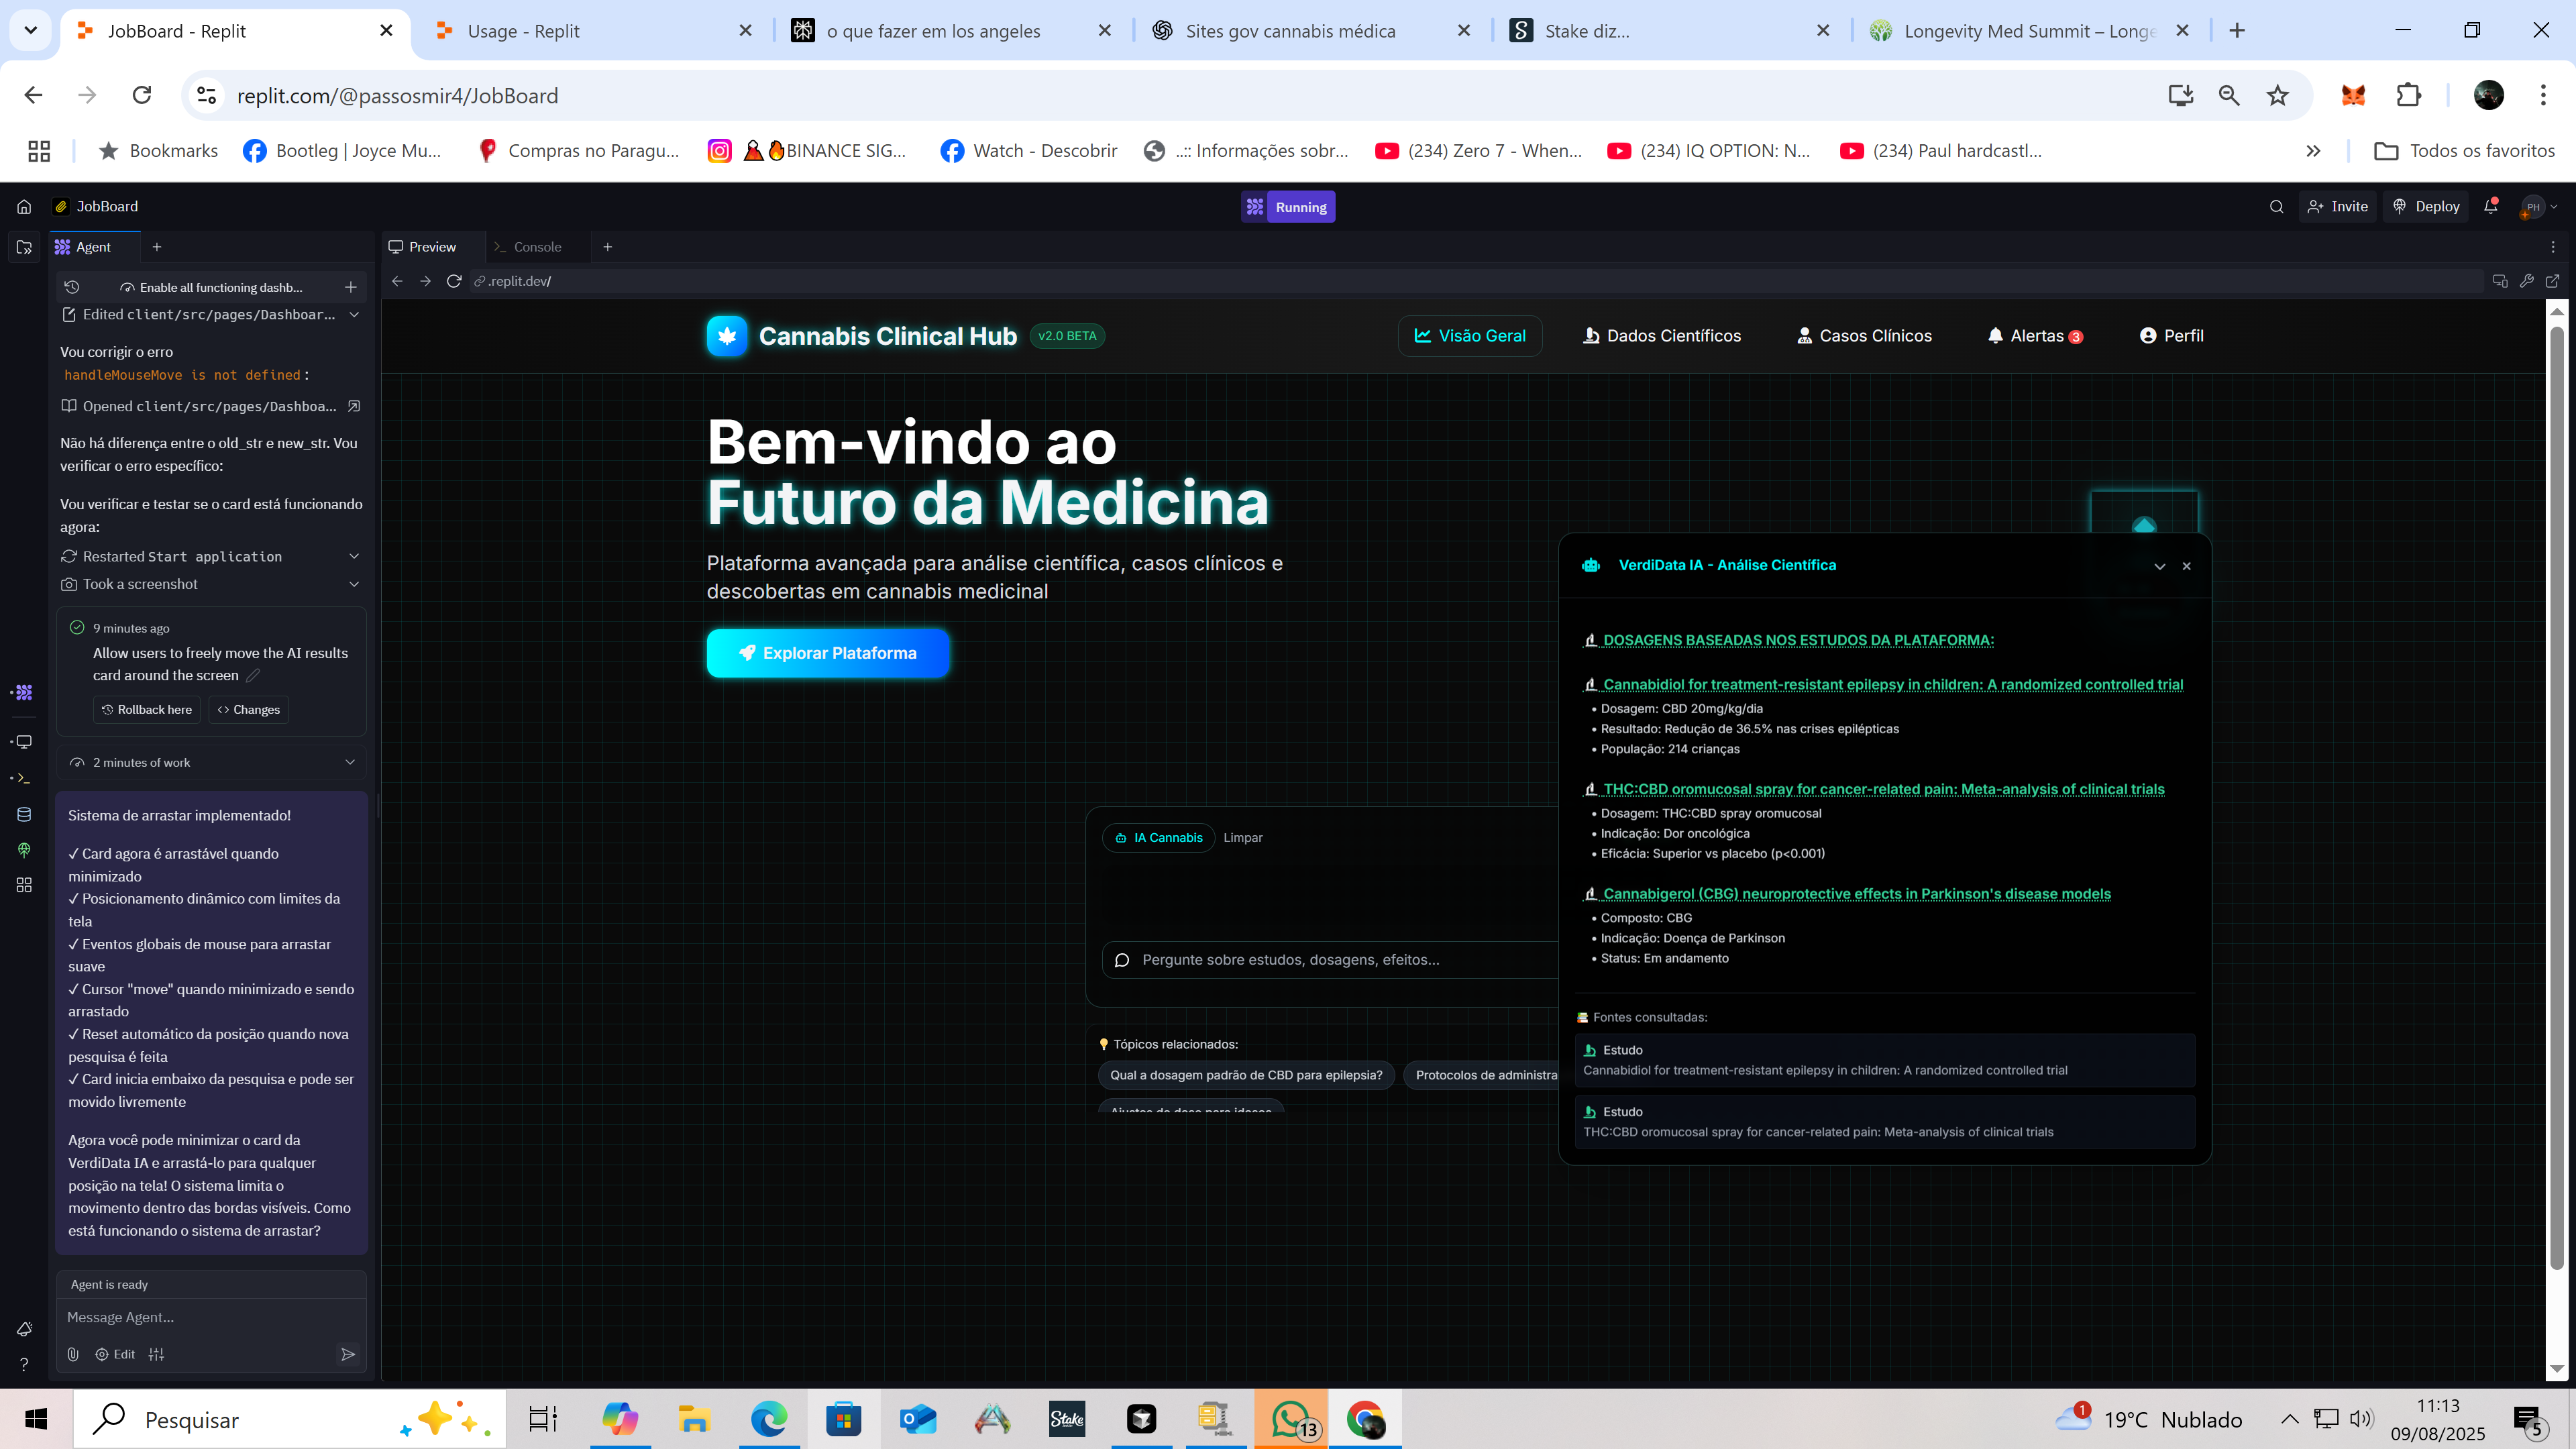 JobBoard - Replit
Usage - Replit
o que fazer em los angeles
Sites gov cannabis médica
Stake diz...
Longevity Med Summit – Longe
replit.com/@passosmir4/JobBoard
Bookmarks
Bootleg | Joyce Mu...
Compras no Paragu...
BINANCE SIG...
Watch - Descobrir
..:: Informações sobr...
(234) Zero 7 - When...
(234) IQ OPTION: N...
(234) Paul hardcastl...
Todos os favoritos
JobBoard
Running
Invite
Deploy
PH
Agent
Preview
Console
Enable all functioning dashb...
.replit.dev/
Edited client/src/pages/Dashboar...
Vou corrigir o erro
handleMouseMove is not defined :
Opened client/src/pages/Dashboa...
Não há diferença entre o old_str e new_str. Vou
verificar o erro específico:
Vou verificar e testar se o card está funcionando
agora:
Restarted Start application
Took a screenshot
9 minutes ago
Allow users to freely move the AI results
card around the screen
Rollback here
Changes
2 minutes of work
Sistema de arrastar implementado!
✓ Card agora é arrastável quando
minimizado
✓ Posicionamento dinâmico com limites da
tela
✓ Eventos globais de mouse para arrastar
suave
✓ Cursor "move" quando minimizado e sendo
arrastado
✓ Reset automático da posição quando nova
pesquisa é feita
✓ Card inicia embaixo da pesquisa e pode ser
movido livremente
Agora você pode minimizar o card da
VerdiData IA e arrastá-lo para qualquer
posição na tela! O sistema limita o
movimento dentro das bordas visíveis. Como
está funcionando o sistema de arrastar?
Agent is ready
Message Agent...
Edit
Cannabis Clinical Hub
v2.0 BETA
Visão Geral
Dados Científicos
Casos Clínicos
Alertas 3
Perfil
Bem-vindo ao
Futuro da Medicina
Plataforma avançada para análise científica, casos clínicos e
descobertas em cannabis medicinal
Explorar Plataforma
IA Cannabis
Limpar
Pergunte sobre estudos, dosagens, efeitos...
Tópicos relacionados:
Qual a dosagem padrão de CBD para epilepsia?
Protocolos de administra
Ajustes de dose para idosos
VerdiData IA - Análise Científica
DOSAGENS BASEADAS NOS ESTUDOS DA PLATAFORMA:
Cannabidiol for treatment-resistant epilepsy in children: A randomized controlled trial
• Dosagem: CBD 20mg/kg/dia
• Resultado: Redução de 36.5% nas crises epilépticas
• População: 214 crianças
THC:CBD oromucosal spray for cancer-related pain: Meta-analysis of clinical trials
• Dosagem: THC:CBD spray oromucosal
• Indicação: Dor oncológica
• Eficácia: Superior vs placebo (p<0.001)
Cannabigerol (CBG) neuroprotective effects in Parkinson's disease models
• Composto: CBG
• Indicação: Doença de Parkinson
• Status: Em andamento
Fontes consultadas:
Estudo
Cannabidiol for treatment-resistant epilepsy in children: A randomized controlled trial
Estudo
THC:CBD oromucosal spray for cancer-related pain: Meta-analysis of clinical trials
Pesquisar
Stake
13
1
19°C Nublado
11:13
09/08/2025
5